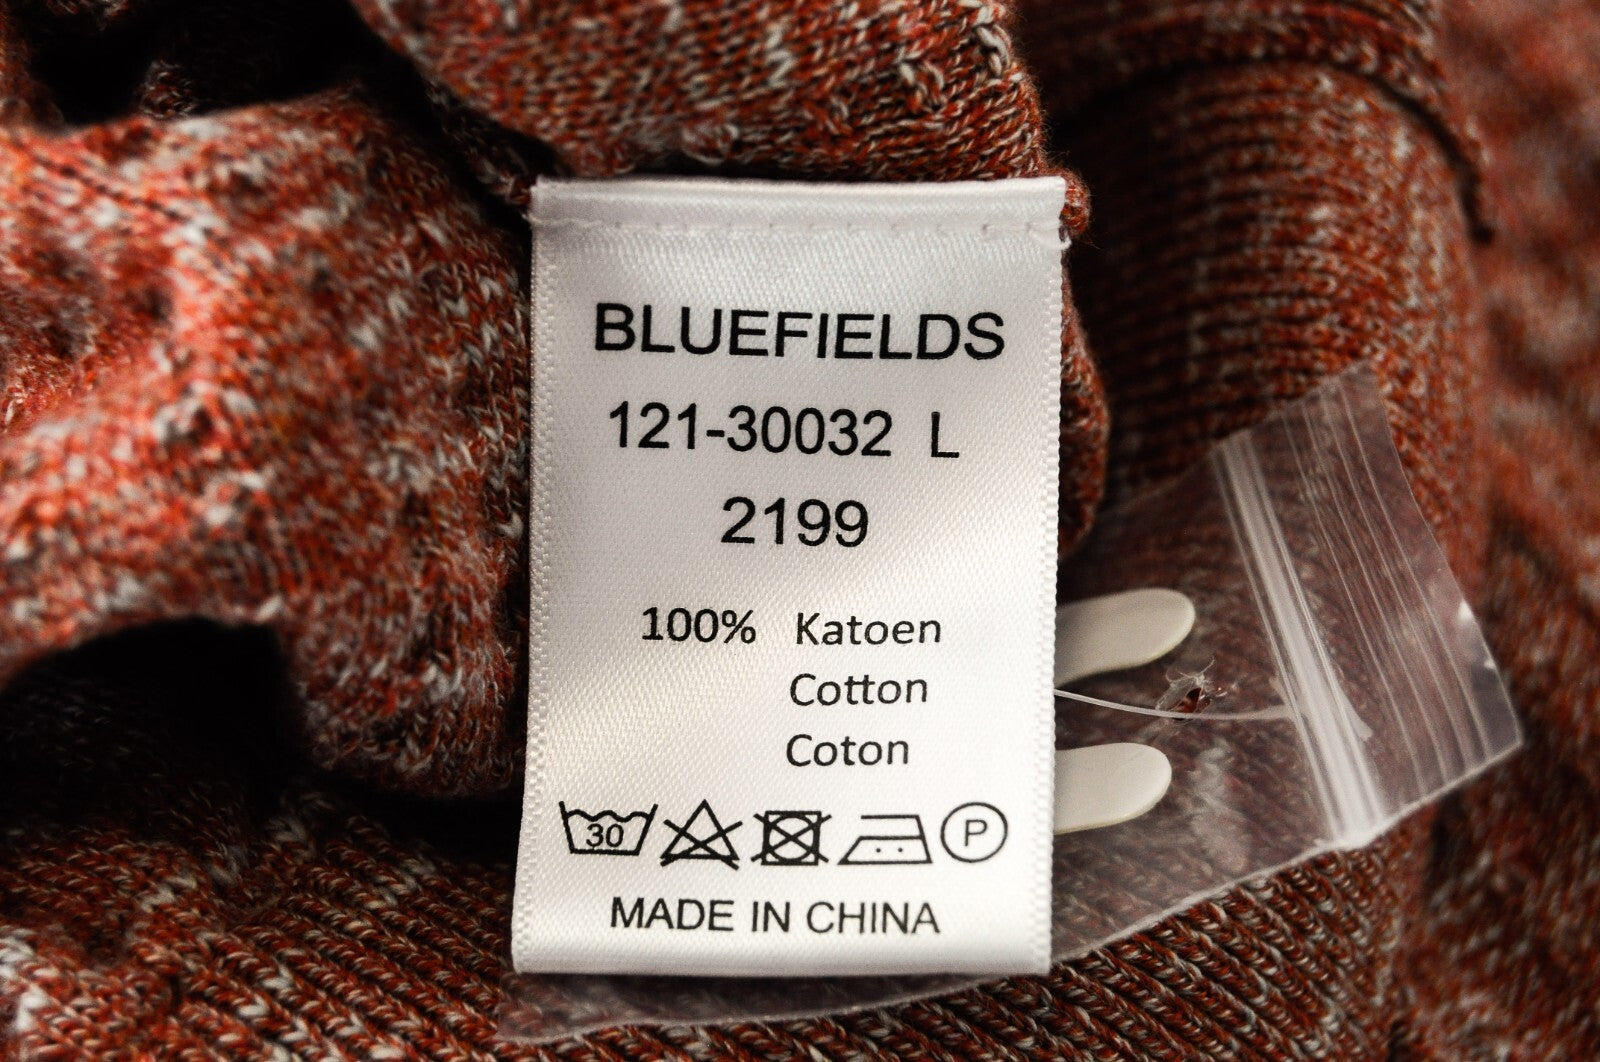 BLUEFIELDS
121-30032 L
2199
100% Katoen
Cotton
Coton
30 P
MADE IN CHINA